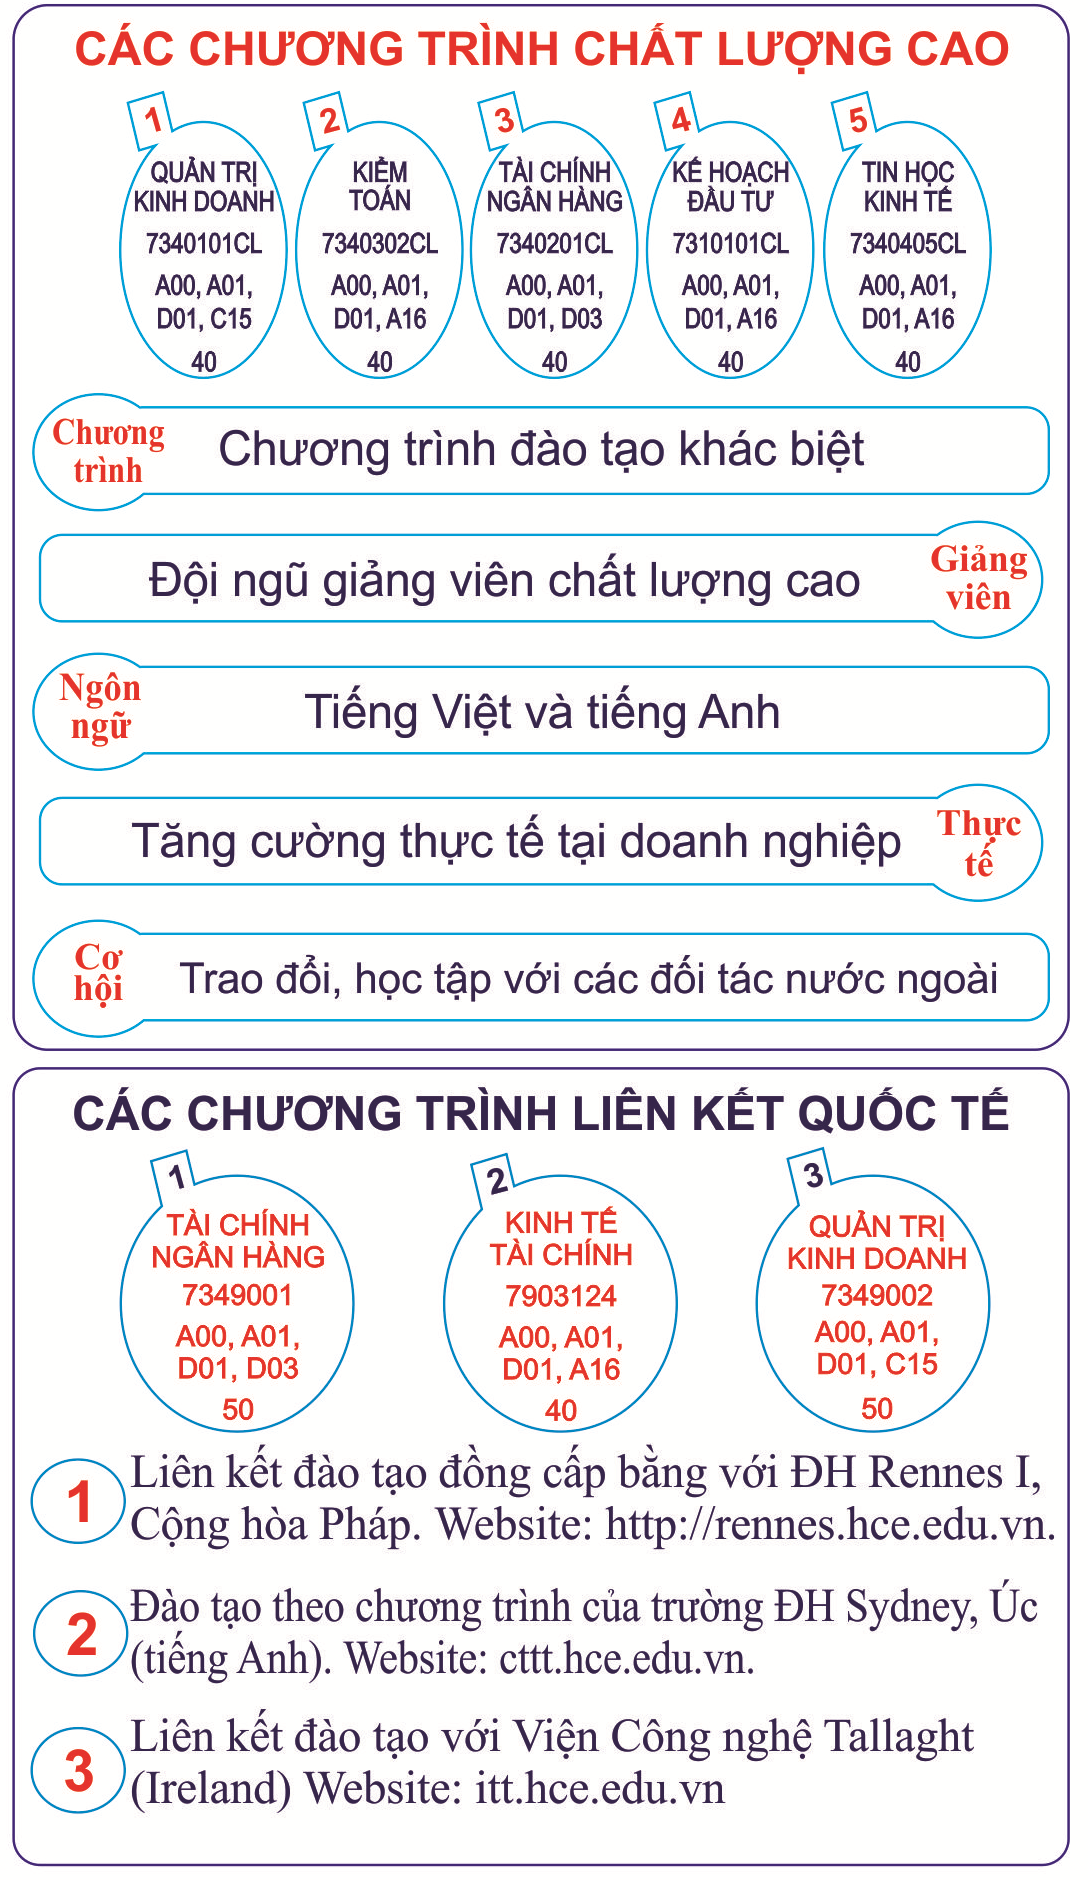 CÁC CHƯƠNG TRÌNH CHẤT LƯỢNG CAO
1
QUẢN TRỊ
KINH DOANH
7340101CL
A00, A01,
D01, C15
40
2
KIỂM
TOÁN
7340302CL
A00, A01,
D01, A16
40
3
TÀI CHÍNH
NGÂN HÀNG
7340201CL
A00, A01,
D01, D03
40
4
KẾ HOẠCH
ĐẦU TƯ
7310101CL
A00, A01,
D01, A16
40
5
TIN HỌC
KINH TẾ
7340405CL
A00, A01,
D01, A16
40
Chương
trình
Chương trình đào tạo khác biệt
Đội ngũ giảng viên chất lượng cao
Giảng
viên
Ngôn
ngữ
Tiếng Việt và tiếng Anh
Tăng cường thực tế tại doanh nghiệp
Thực
tế
Cơ
hội
Trao đổi, học tập với các đối tác nước ngoài
CÁC CHƯƠNG TRÌNH LIÊN KẾT QUỐC TẾ
1
TÀI CHÍNH
NGÂN HÀNG
7349001
A00, A01,
D01, D03
50
2
KINH TẾ
TÀI CHÍNH
7903124
A00, A01,
D01, A16
40
3
QUẢN TRỊ
KINH DOANH
7349002
A00, A01,
D01, C15
50
1
Liên kết đào tạo đồng cấp bằng với ĐH Rennes I,
Cộng hòa Pháp. Website: http://rennes.hce.edu.vn.
2
Đào tạo theo chương trình của trường ĐH Sydney, Úc
(tiếng Anh). Website: cttt.hce.edu.vn.
3
Liên kết đào tạo với Viện Công nghệ Tallaght
(Ireland) Website: itt.hce.edu.vn